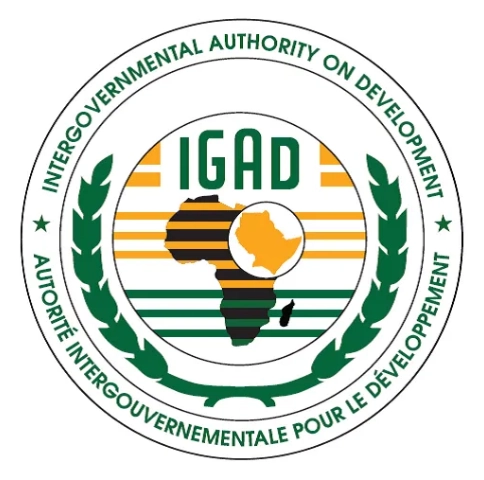 INTERGOVERNMENTAL AUTHORITY ON DEVELOPMENT
IGAD
AUTORITÉ INTERGOUVERNEMENTALE POUR LE DÉVELOPPEMENT